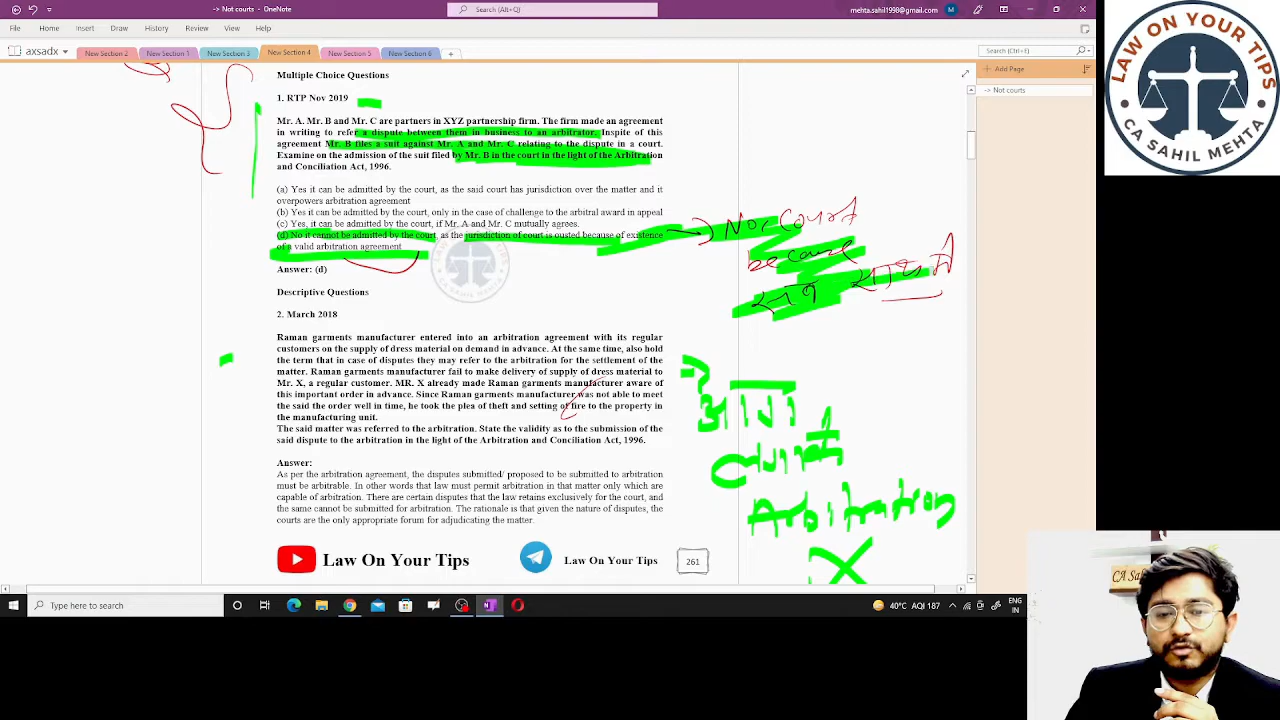 Not courts - OneNote
Search (Alt+Q)
mehta.sahil1998@gmail.com
M
File Home Insert Draw History Review View Help
axsadx
New Section 2
New Section 1
New Section 3
New Section 4
New Section 5
New Section 6
Search (Ctrl+E)
Add Page
Not courts
LAW ON YOUR TIPS
CA SAHIL MEHTA
Multiple Choice Questions
1. RTP Nov 2019
Mr. A. Mr. B and Mr. C are partners in XYZ partnership firm. The firm made an agreement
in writing to refer a dispute between them in business to an arbitrator. Inspite of this
agreement Mr. B files a suit against Mr. A and Mr. C relating to the dispute in a court.
Examine on the admission of the suit filed by Mr. B in the court in the light of the Arbitration
and Conciliation Act, 1996.
(a) Yes it can be admitted by the court, as the said court has jurisdiction over the matter and it
overpowers arbitration agreement
(b) Yes it can be admitted by the court, only in the case of challenge to the arbitral award in appeal
(c) Yes, it can be admitted by the court, if Mr. A and Mr. C mutually agrees.
(d) No it cannot be admitted by the court, as the jurisdiction of court is ousted because of existence
of a valid arbitration agreement
Answer: (d)
Not Court
because
Descriptive Questions
2. March 2018
Raman garments manufacturer entered into an arbitration agreement with its regular
customers on the supply of dress material on demand in advance. At the same time, also hold
the term that in case of disputes they may refer to the arbitration for the settlement of the
matter. Raman garments manufacturer fail to make delivery of supply of dress material to
Mr. X, a regular customer. MR. X already made Raman garments manufacturer aware of
this important order in advance. Since Raman garments manufacturer was not able to meet
the said the order well in time, he took the plea of theft and setting of fire to the property in
the manufacturing unit.
The said matter was referred to the arbitration. State the validity as to the submission of the
said dispute to the arbitration in the light of the Arbitration and Conciliation Act, 1996.
Answer:
As per the arbitration agreement, the disputes submitted/ proposed to be submitted to arbitration
must be arbitrable. In other words that law must permit arbitration in that matter only which are
capable of arbitration. There are certain disputes that the law retains exclusively for the court, and
the same cannot be submitted for arbitration. The rationale is that given the nature of disputes, the
courts are the only appropriate forum for adjudicating the matter.
Arbitration
X
Law On Your Tips
Law On Your Tips
261
CA Sa
Type here to search
40°C AQI 187
ENG
IN